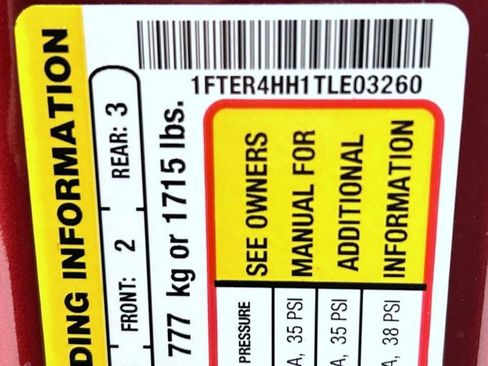 1FTER4HH1TLE03260
DING INFORMATION
FRONT: 2 REAR: 3
777 kg or 1715 lbs.
SEE OWNERS
MANUAL FOR
ADDITIONAL
INFORMATION
PRESSURE
A, 35 PSI
A, 35 PSI
A, 38 PSI